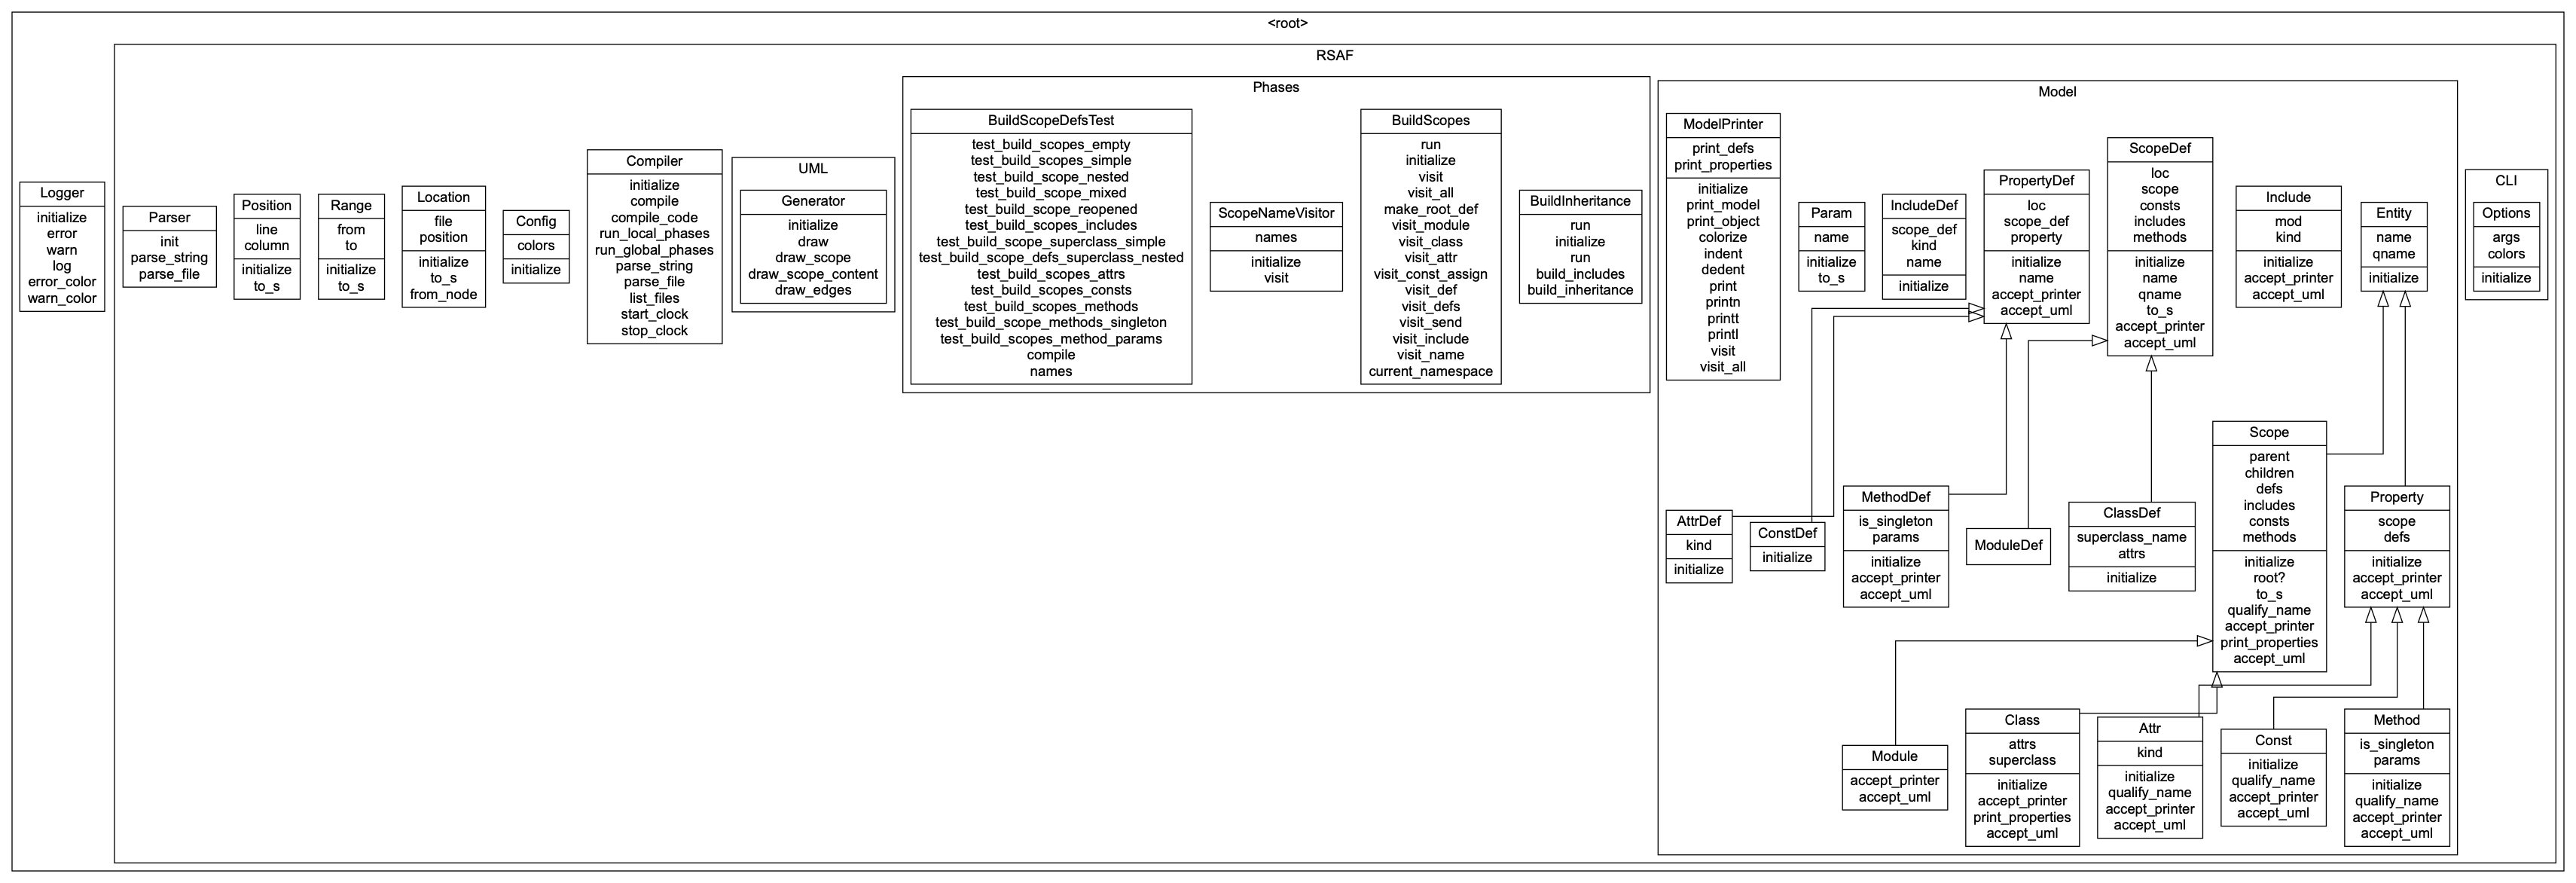 <root>
RSAF
Logger
initialize
error
warn
log
error_color
warn_color
Parser
init
parse_string
parse_file
Position
line
column
initialize
to_s
Range
from
to
initialize
to_s
Location
file
position
initialize
to_s
from_node
Config
colors
initialize
Compiler
initialize
compile
compile_code
run_local_phases
run_global_phases
parse_string
parse_file
list_files
start_clock
stop_clock
UML
Generator
initialize
draw
draw_scope
draw_scope_content
draw_edges
Phases
BuildScopeDefsTest
test_build_scopes_empty
test_build_scopes_simple
test_build_scope_nested
test_build_scope_mixed
test_build_scope_reopened
test_build_scopes_includes
test_build_scope_superclass_simple
test_build_scope_defs_superclass_nested
test_build_scopes_attrs
test_build_scopes_consts
test_build_scopes_methods
test_build_scope_methods_singleton
test_build_scopes_method_params
compile
names
ScopeNameVisitor
names
initialize
visit
BuildScopes
run
initialize
visit
visit_all
make_root_def
visit_module
visit_class
visit_attr
visit_const_assign
visit_def
visit_defs
visit_send
visit_include
visit_name
current_namespace
BuildInheritance
run
initialize
run
build_includes
build_inheritance
Model
ModelPrinter
print_defs
print_properties
initialize
print_model
print_object
colorize
indent
dedent
print
printn
printt
printl
visit
visit_all
Param
name
initialize
to_s
IncludeDef
scope_def
kind
name
initialize
PropertyDef
loc
scope_def
property
initialize
name
accept_printer
accept_uml
ScopeDef
loc
scope
consts
includes
methods
initialize
name
qname
to_s
accept_printer
accept_uml
Include
mod
kind
initialize
accept_printer
accept_uml
Entity
name
qname
initialize
CLI
Options
args
colors
initialize
AttrDef
kind
initialize
ConstDef
initialize
MethodDef
is_singleton
params
initialize
accept_printer
accept_uml
ModuleDef
ClassDef
superclass_name
attrs
initialize
Scope
parent
children
defs
includes
consts
methods
initialize
root?
to_s
qualify_name
accept_printer
print_properties
accept_uml
Property
scope
defs
initialize
accept_printer
accept_uml
Module
accept_printer
accept_uml
Class
attrs
superclass
initialize
accept_printer
print_properties
accept_uml
Attr
kind
initialize
qualify_name
accept_printer
accept_uml
Const
initialize
qualify_name
accept_printer
accept_uml
Method
is_singleton
params
initialize
qualify_name
accept_printer
accept_uml